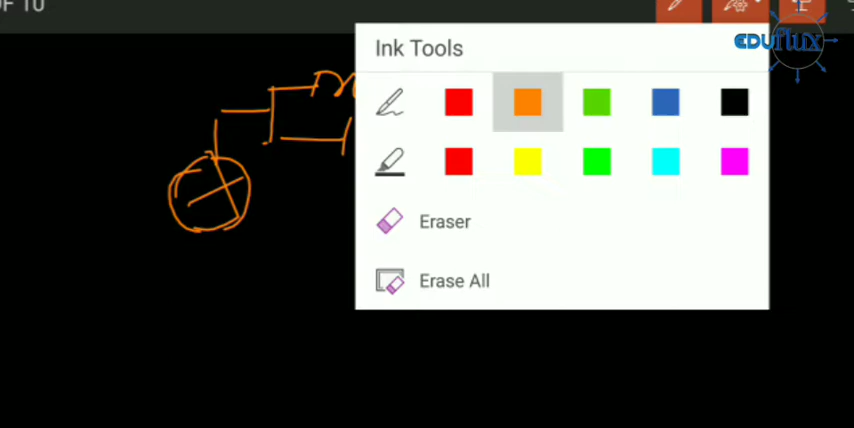 OF 10
EDUflux
Ink Tools
Eraser
Erase All